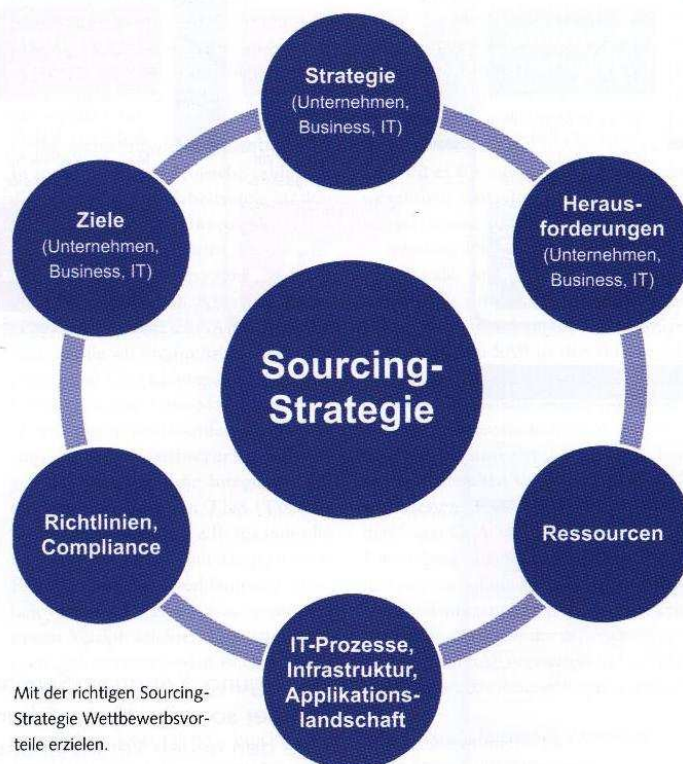 Strategie
(Unternehmen,
Business, IT)
Ziele
(Unternehmen,
Business, IT)
Heraus-
forderungen
(Unternehmen,
Business, IT)
Sourcing-
Strategie
Richtlinien,
Compliance
Ressourcen
IT-Prozesse,
Infrastruktur,
Applikations-
landschaft
Mit der richtigen Sourcing-
Strategie Wettbewerbsvor-
teile erzielen.